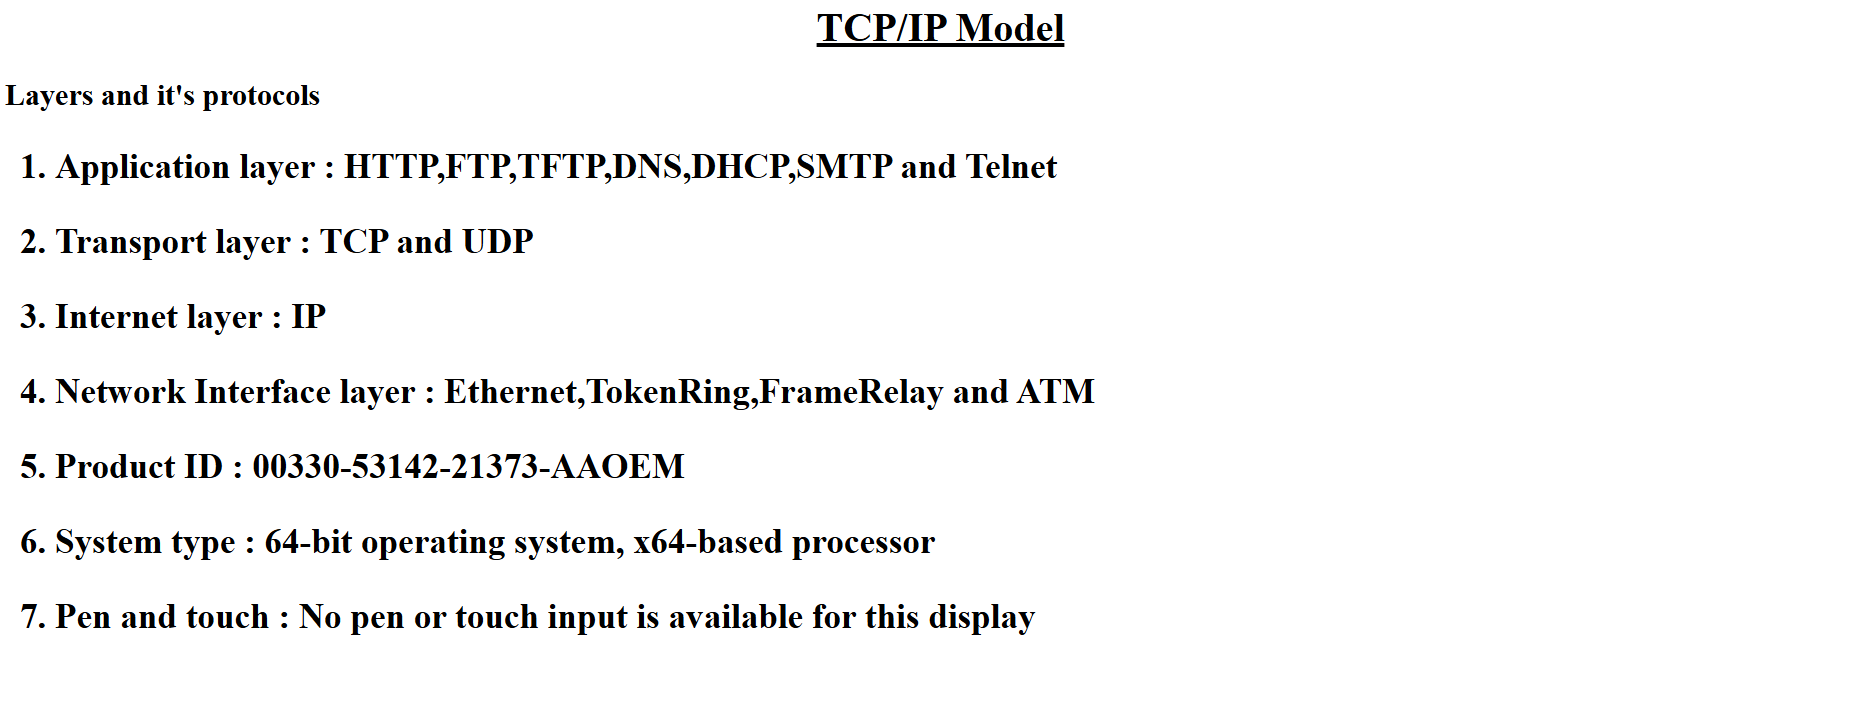 TCP/IP Model
Layers and it's protocols
1. Application layer : HTTP,FTP,TFTP,DNS,DHCP,SMTP and Telnet
2. Transport layer : TCP and UDP
3. Internet layer : IP
4. Network Interface layer : Ethernet,TokenRing,FrameRelay and ATM
5. Product ID : 00330-53142-21373-AAOEM
6. System type : 64-bit operating system, x64-based processor
7. Pen and touch : No pen or touch input is available for this display